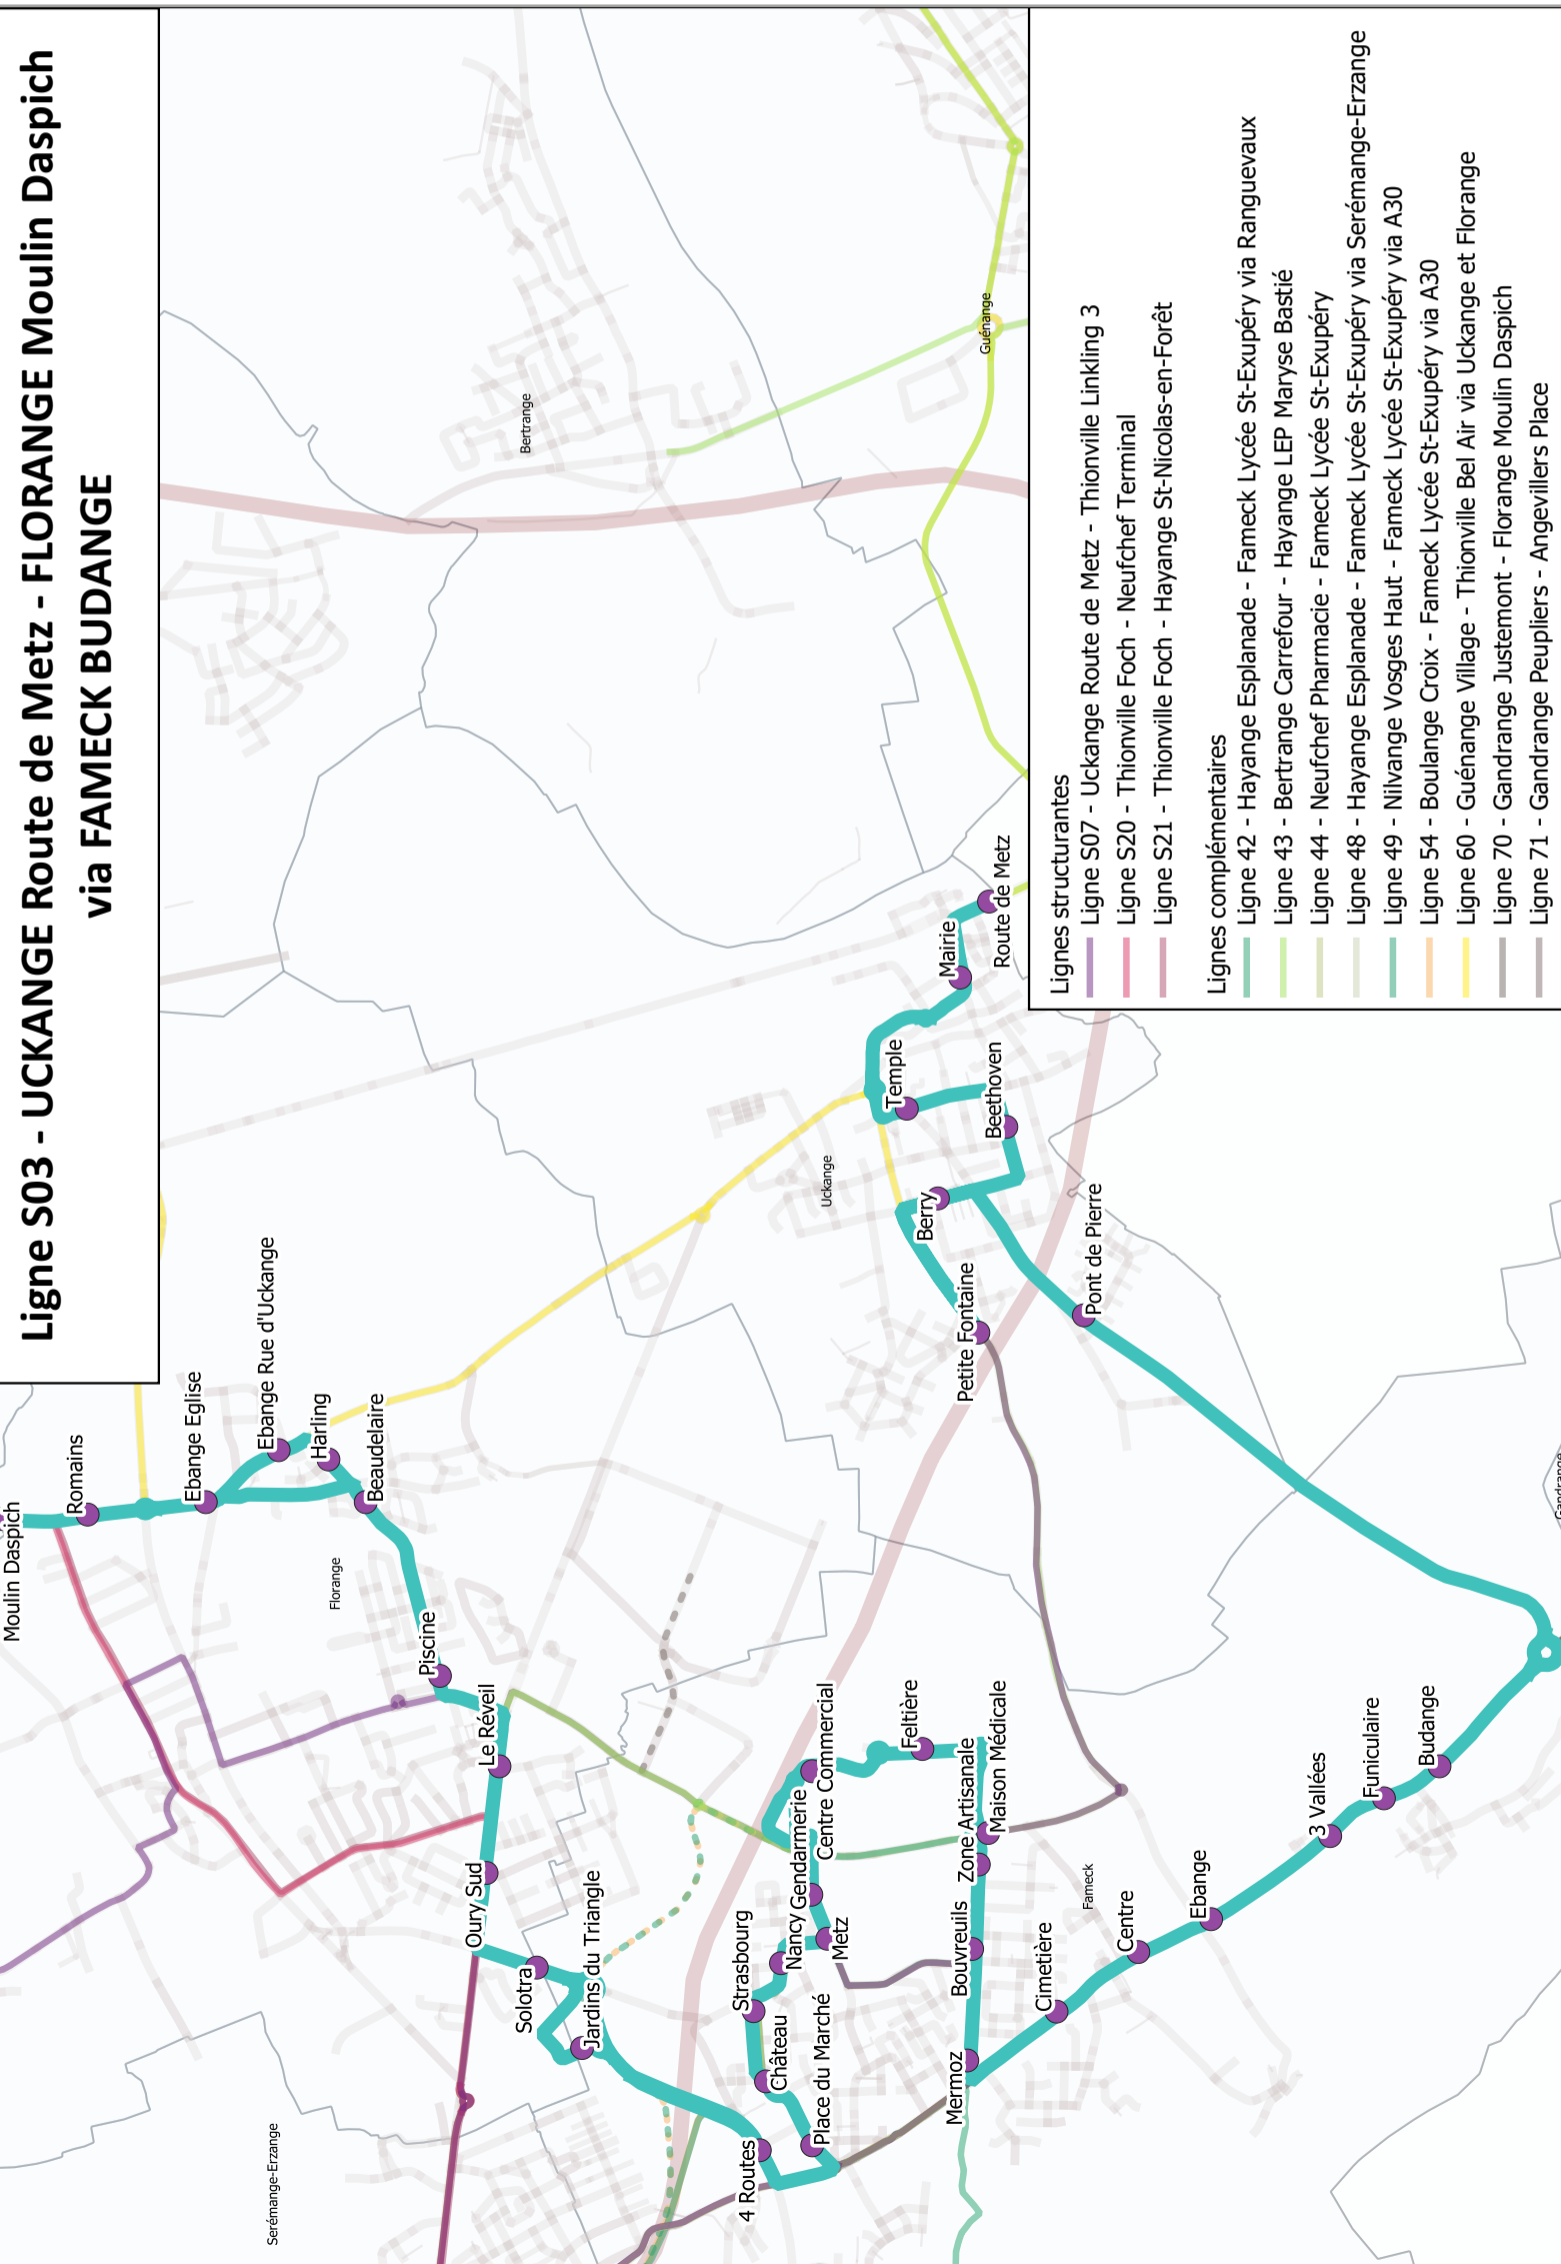 Ligne S03 - UCKANGE Route de Metz - FLORANGE Moulin Daspich
via FAMECK BUDANGE
Moulin Daspich
Romains
Ebange Eglise
Ebange Rue d'Uckange
Harling
Beaudelaire
Florange
Piscine
Le Réveil
Oury Sud
Solotra
Jardins du Triangle
Serémange-Erzange
4 Routes
Place du Marché
Château
Strasbourg
Nancy
Metz
Gendarmerie
Centre Commercial
Feltière
Maison Médicale
Zone Artisanale
Bouvreuils
Mermoz
Cimetière
Centre
Fameck
Ebange
3 Vallées
Funiculaire
Budange
Gandrange
Pont de Pierre
Petite Fontaine
Berry
Beethoven
Temple
Uckange
Mairie
Route de Metz
Bertrange
Guénange
Lignes structurantes
Ligne S07 - Uckange Route de Metz - Thionville Linkling 3
Ligne S20 - Thionville Foch - Neufchef Terminal
Ligne S21 - Thionville Foch - Hayange St-Nicolas-en-Forêt
Lignes complémentaires
Ligne 42 - Hayange Esplanade - Fameck Lycée St-Exupéry via Ranguevaux
Ligne 43 - Bertrange Carrefour - Hayange LEP Maryse Bastié
Ligne 44 - Neufchef Pharmacie - Fameck Lycée St-Exupéry
Ligne 48 - Hayange Esplanade - Fameck Lycée St-Exupéry via Serémange-Erzange
Ligne 49 - Nilvange Vosges Haut - Fameck Lycée St-Exupéry via A30
Ligne 54 - Boulange Croix - Fameck Lycée St-Exupéry via A30
Ligne 60 - Guénange Village - Thionville Bel Air via Uckange et Florange
Ligne 70 - Gandrange Justemont - Florange Moulin Daspich
Ligne 71 - Gandrange Peupliers - Angevillers Place